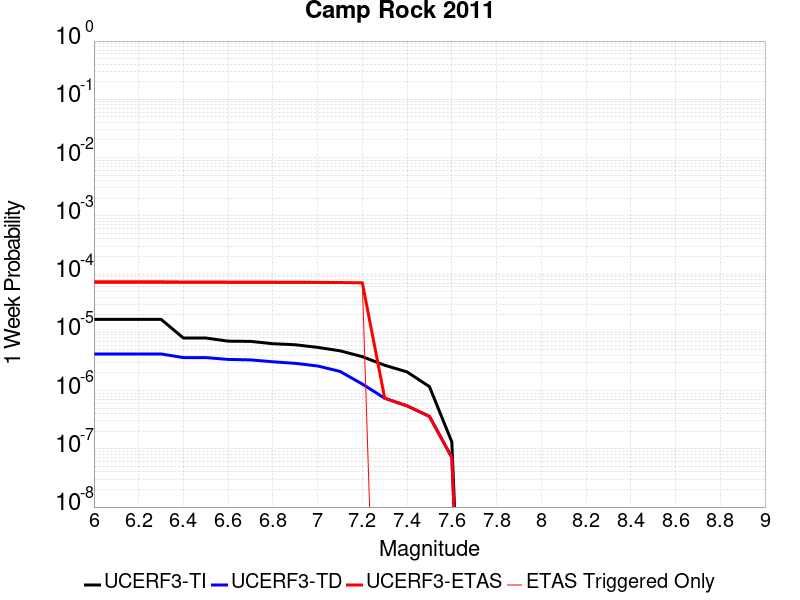 Camp Rock 2011
10^0
10^-1
10^-2
10^-3
10^-4
10^-5
10^-6
10^-7
10^-8
1 Week Probability
6 6.2 6.4 6.6 6.8 7 7.2 7.4 7.6 7.8 8 8.2 8.4 8.6 8.8 9
Magnitude
UCERF3-TI UCERF3-TD UCERF3-ETAS ETAS Triggered Only